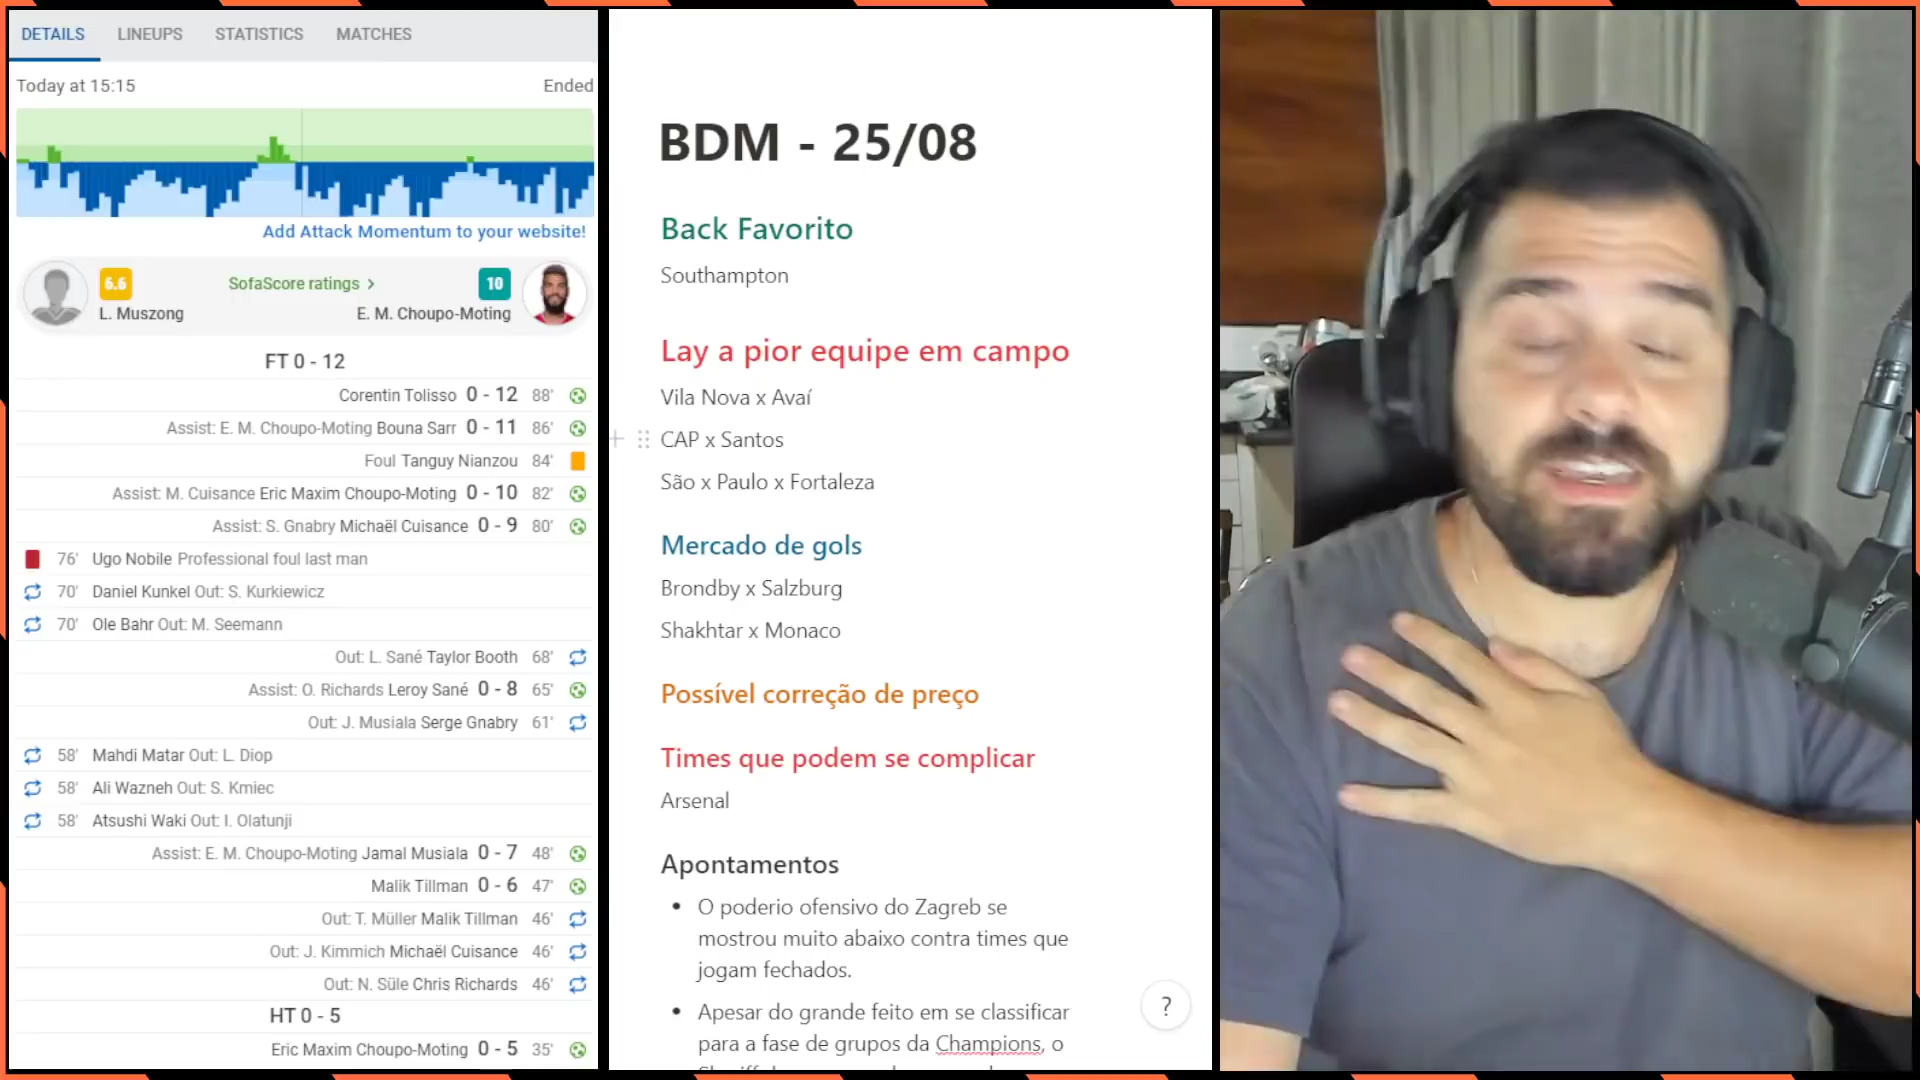 DETAILS LINEUPS STATISTICS MATCHES
Today at 15:15 Ended
Add Attack Momentum to your website!
6.6 SofaScore ratings > 10
L. Muszong E. M. Choupo-Moting
FT 0 - 12
Corentin Tolisso 0 - 12 88'
Assist: E. M. Choupo-Moting Bouna Sarr 0 - 11 86'
Foul Tanguy Nianzou 84'
Assist: M. Cuisance Eric Maxim Choupo-Moting 0 - 10 82'
Assist: S. Gnabry Michaël Cuisance 0 - 9 80'
76' Ugo Nobile Professional foul last man
70' Daniel Kunkel Out: S. Kurkiewicz
70' Ole Bahr Out: M. Seemann
Out: L. Sané Taylor Booth 68'
Assist: O. Richards Leroy Sané 0 - 8 65'
Out: J. Musiala Serge Gnabry 61'
58' Mahdi Matar Out: L. Diop
58' Ali Wazneh Out: S. Kmiec
58' Atsushi Waki Out: I. Olatunji
Assist: E. M. Choupo-Moting Jamal Musiala 0 - 7 48'
Malik Tillman 0 - 6 47'
Out: T. Müller Malik Tillman 46'
Out: J. Kimmich Michaël Cuisance 46'
Out: N. Süle Chris Richards 46'
HT 0 - 5
Eric Maxim Choupo-Moting 0 - 5 35'
BDM - 25/08
Back Favorito
Southampton
Lay a pior equipe em campo
Vila Nova x Avaí
CAP x Santos
São x Paulo x Fortaleza
Mercado de gols
Brondby x Salzburg
Shakhtar x Monaco
Possível correção de preço
Times que podem se complicar
Arsenal
Apontamentos
• O poderio ofensivo do Zagreb se
mostrou muito abaixo contra times que
jogam fechados.
• Apesar do grande feito em se classificar
para a fase de grupos da Champions, o
?